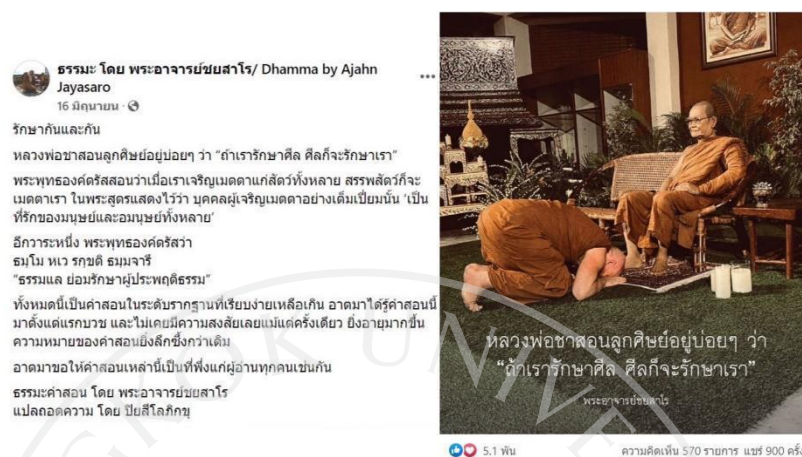 ธรรมะ โดย พระอาจารย์ชยสาโร/ Dhamma by Ajahn
Jayasaro
16 มิถุนายน ·
รักษากันและกัน
หลวงพ่อชาสอนลูกศิษย์อยู่บ่อยๆ ว่า “ถ้าเรารักษาศีล ศีลก็จะรักษาเรา”
พระพุทธองค์ตรัสสอนว่าเมื่อเราเจริญเมตตาแก่สัตว์ทั้งหลาย สรรพสัตว์ก็จะ
เมตตาเรา ในพระสูตรแสดงไว้ว่า บุคคลผู้เจริญเมตตาอย่างเต็มเปี่ยมนั้น ‘เป็น
ที่รักของมนุษย์และอมนุษย์ทั้งหลาย’
อีกวาระหนึ่ง พระพุทธองค์ตรัสว่า
ธมฺโม หเว รกฺขติ ธมฺมจารี
“ธรรมแล ย่อมรักษาผู้ประพฤติธรรม”
ทั้งหมดนี้เป็นคำสอนในระดับรากฐานที่เรียบง่ายเหลือเกิน อาตมาได้รู้คำสอนนี้
มาตั้งแต่แรกบวช และไม่เคยมีความสงสัยเลยแม้แต่ครั้งเดียว ยิ่งอายุมากขึ้น
ความหมายของคำสอนยิ่งลึกซึ้งกว่าเดิม
อาตมาขอให้คำสอนเหล่านี้เป็นที่พึ่งแก่ผู้อ่านทุกคนเช่นกัน
ธรรมะคำสอน โดย พระอาจารย์ชยสาโร
แปลถอดความ โดย ปิยสีโลภิกขุ
หลวงพ่อชาสอนลูกศิษย์อยู่บ่อยๆ ว่า
“ถ้าเรารักษาศีล ศีลก็จะรักษาเรา”
พระอาจารย์ชยสาโร
5.1 พัน ความคิดเห็น 570 รายการ แชร์ 900 ครั้ง